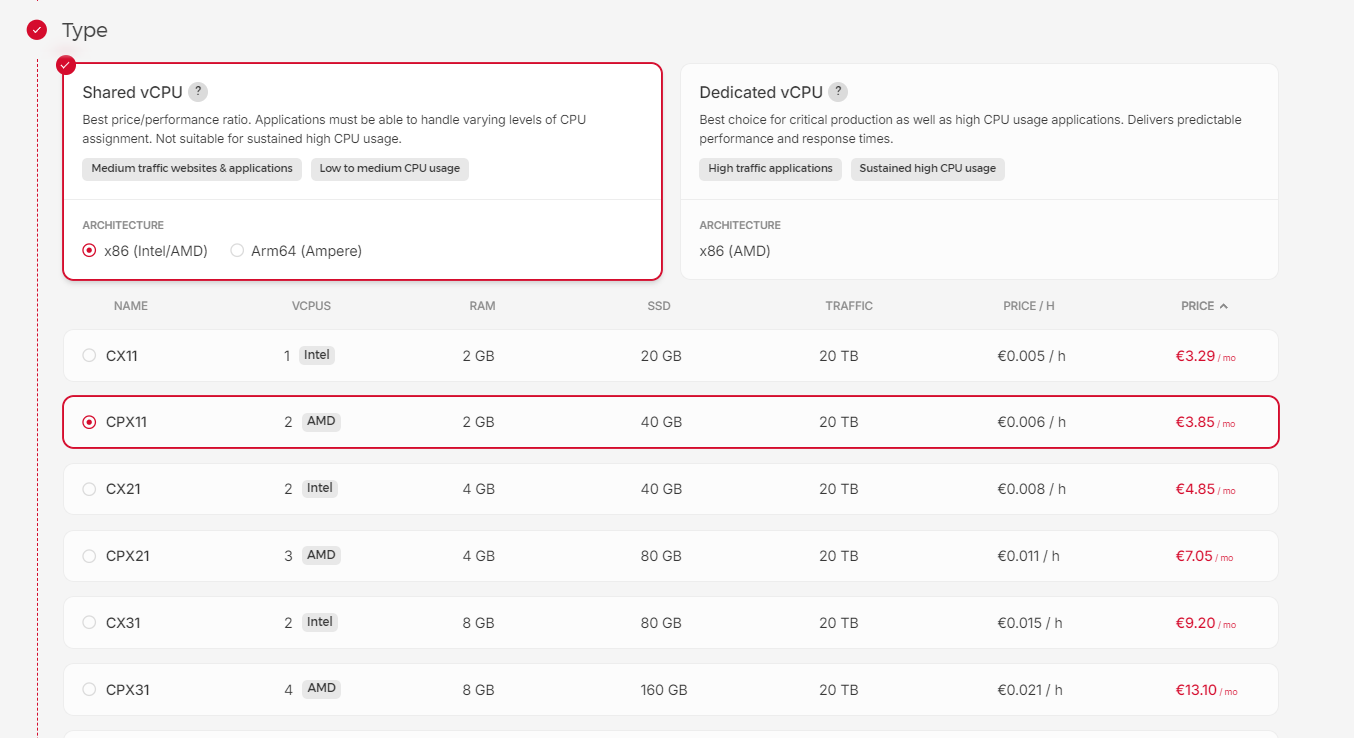 Type
Shared vCPU ?
Best price/performance ratio. Applications must be able to handle varying levels of CPU
assignment. Not suitable for sustained high CPU usage.
Medium traffic websites & applications Low to medium CPU usage
ARCHITECTURE
x86 (Intel/AMD) Arm64 (Ampere)
Dedicated vCPU ?
Best choice for critical production as well as high CPU usage applications. Delivers predictable
performance and response times.
High traffic applications Sustained high CPU usage
ARCHITECTURE
x86 (AMD)
NAME VCPUS RAM SSD TRAFFIC PRICE / H PRICE
CX11 1 Intel 2 GB 20 GB 20 TB €0.005 / h €3.29 / mo
CPX11 2 AMD 2 GB 40 GB 20 TB €0.006 / h €3.85 / mo
CX21 2 Intel 4 GB 40 GB 20 TB €0.008 / h €4.85 / mo
CPX21 3 AMD 4 GB 80 GB 20 TB €0.011 / h €7.05 / mo
CX31 2 Intel 8 GB 80 GB 20 TB €0.015 / h €9.20 / mo
CPX31 4 AMD 8 GB 160 GB 20 TB €0.021 / h €13.10 / mo